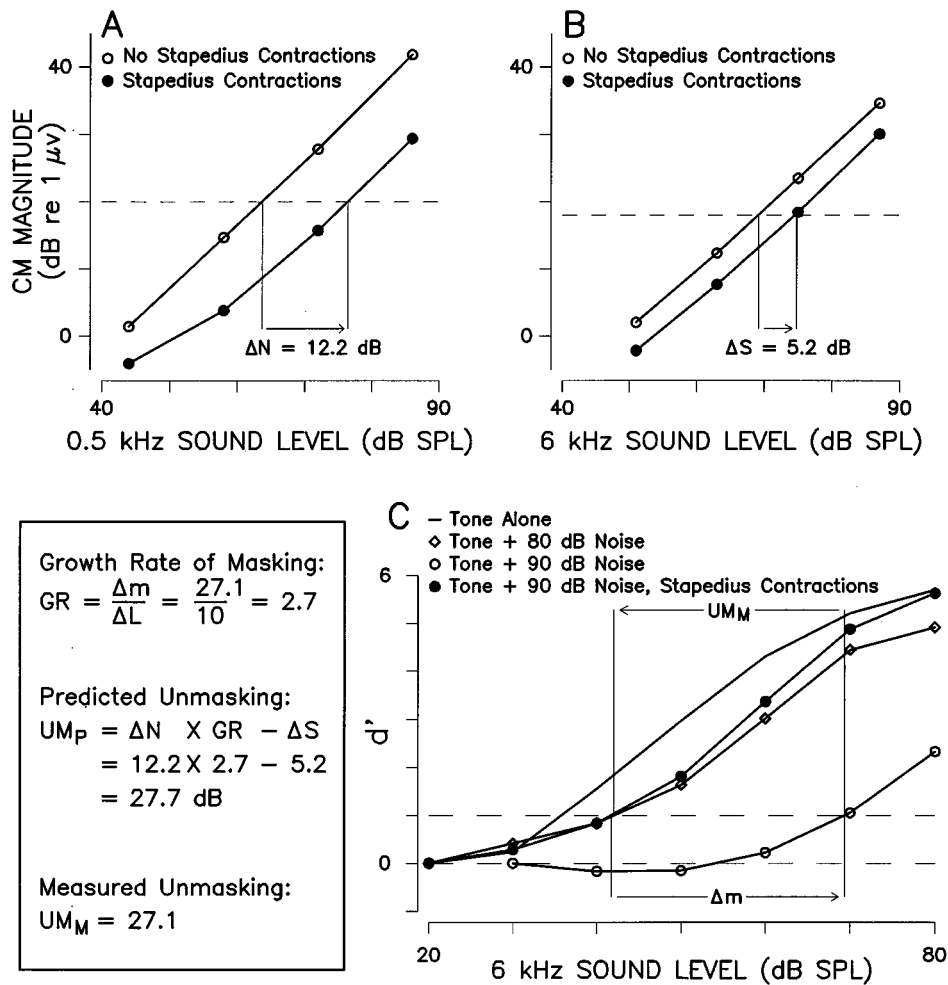 A
○ No Stapedius Contractions
● Stapedius Contractions
40
0
CM MAGNITUDE
(dB re 1 μv)
ΔN = 12.2 dB
40
90
0.5 kHz SOUND LEVEL (dB SPL)
B
○ No Stapedius Contractions
● Stapedius Contractions
40
0
ΔS = 5.2 dB
40
90
6 kHz SOUND LEVEL (dB SPL)
Growth Rate of Masking:
GR = Δm/ΔL = 27.1/10 = 2.7
Predicted Unmasking:
UM_P = ΔN X GR − ΔS
= 12.2 X 2.7 − 5.2
= 27.7 dB
Measured Unmasking:
UM_M = 27.1
C
− Tone Alone
◇ Tone + 80 dB Noise
○ Tone + 90 dB Noise
● Tone + 90 dB Noise, Stapedius Contractions
6
UM_M
d'
0
Δm
20
80
6 kHz SOUND LEVEL (dB SPL)